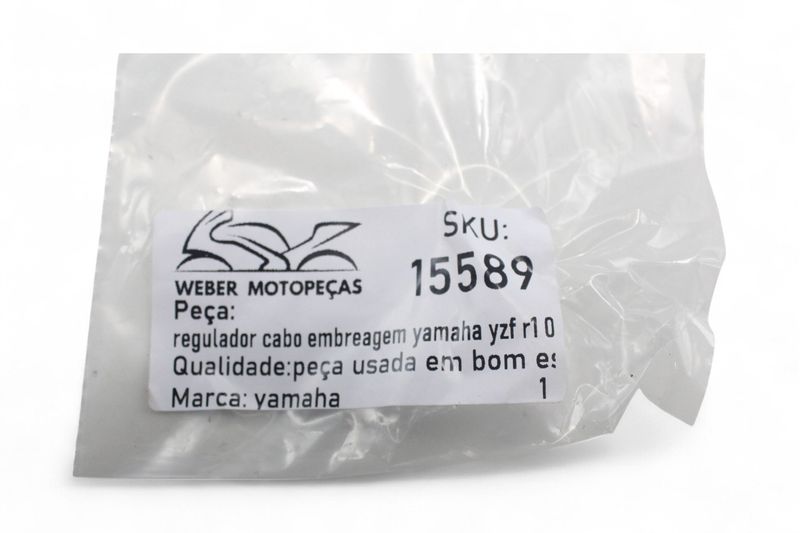 SKU:
15589
WEBER MOTOPEÇAS
Peça:
regulador cabo embreagem yamaha yzf r1 0
Qualidade:peça usada em bom es
Marca: yamaha
1